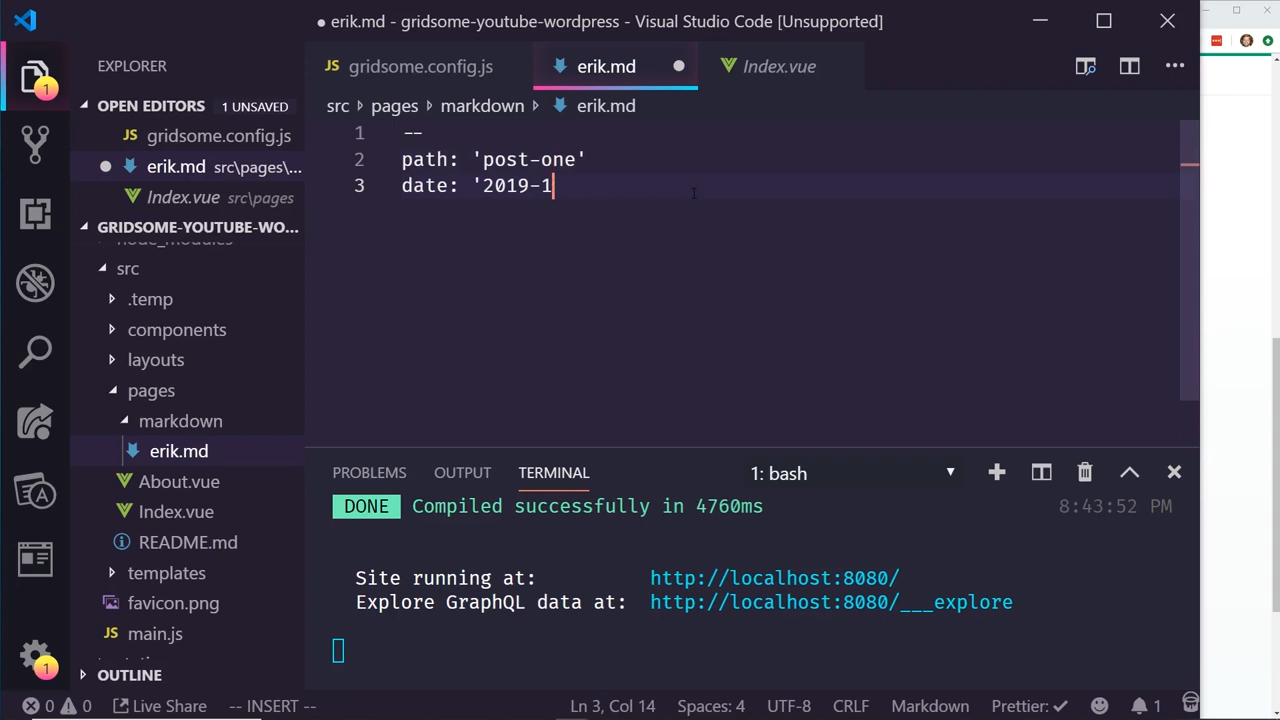 ● erik.md - gridsome-youtube-wordpress - Visual Studio Code [Unsupported]
EXPLORER
JS gridsome.config.js
erik.md ●
Index.vue
OPEN EDITORS 1 UNSAVED
src > pages > markdown > erik.md
JS gridsome.config.js
● erik.md src\pages\...
Index.vue src\pages
GRIDSOME-YOUTUBE-WO...
node_modules
src
.temp
components
layouts
pages
markdown
erik.md
About.vue
Index.vue
README.md
templates
favicon.png
JS main.js
OUTLINE
1
1
1 --
2 path: 'post-one'
3 date: '2019-1
PROBLEMS OUTPUT TERMINAL 1: bash
DONE Compiled successfully in 4760ms 8:43:52 PM
Site running at: http://localhost:8080/
Explore GraphQL data at: http://localhost:8080/___explore
0 0 Live Share -- INSERT -- Ln 3, Col 14 Spaces: 4 UTF-8 CRLF Markdown Prettier: ✓ 1